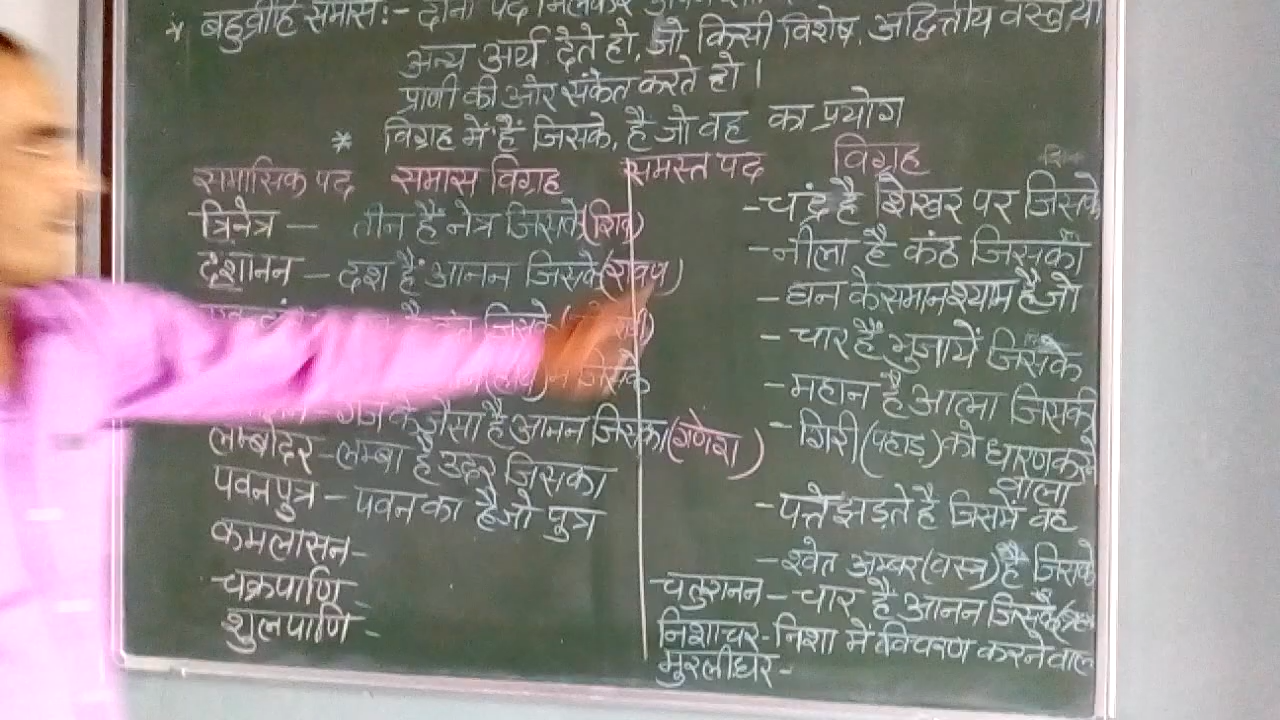 * बहुव्रीहि समासः- दोनो पद मिलकर
अन्य अर्थ देते हो, जो किसी विशेष, अद्वितीय वस्तु या
प्राणी की ओर संकेत करते हो ।
* विग्रह में हैं जिसके, है जो वह का प्रयोग
समासिक पद समास विग्रह
त्रिनेत्र — तीन हैं नेत्र जिसके (शिव)
दशानन — दश हैं आनन जिसके (रावण)
जिसके
जिसके
गज के जैसा है आनन जिसका (गणेश)
लम्बोदर — लम्बा है उदर जिसका
पवनपुत्र — पवन का है जो पुत्र
कमलासन -
चक्रपाणि -
शुलपाणि -
समस्त पद विग्रह
- चंद्र है शेखर पर जिसके
- नीला है कंठ जिसका
- घन के समान श्याम है जो
- चार हैं भुजायें जिसके
- महान है आत्मा जिसकी
- गिरी (पहाड़) को धारण करने
वाला
- पत्ते झड़ते है जिसमें वह
- श्वेत अम्बर (वस्त्र) है जिसके
चतुरानन — चार है आनन जिसके
निशाचर - निशा में विचरण करने वाला
मुरलीधर -